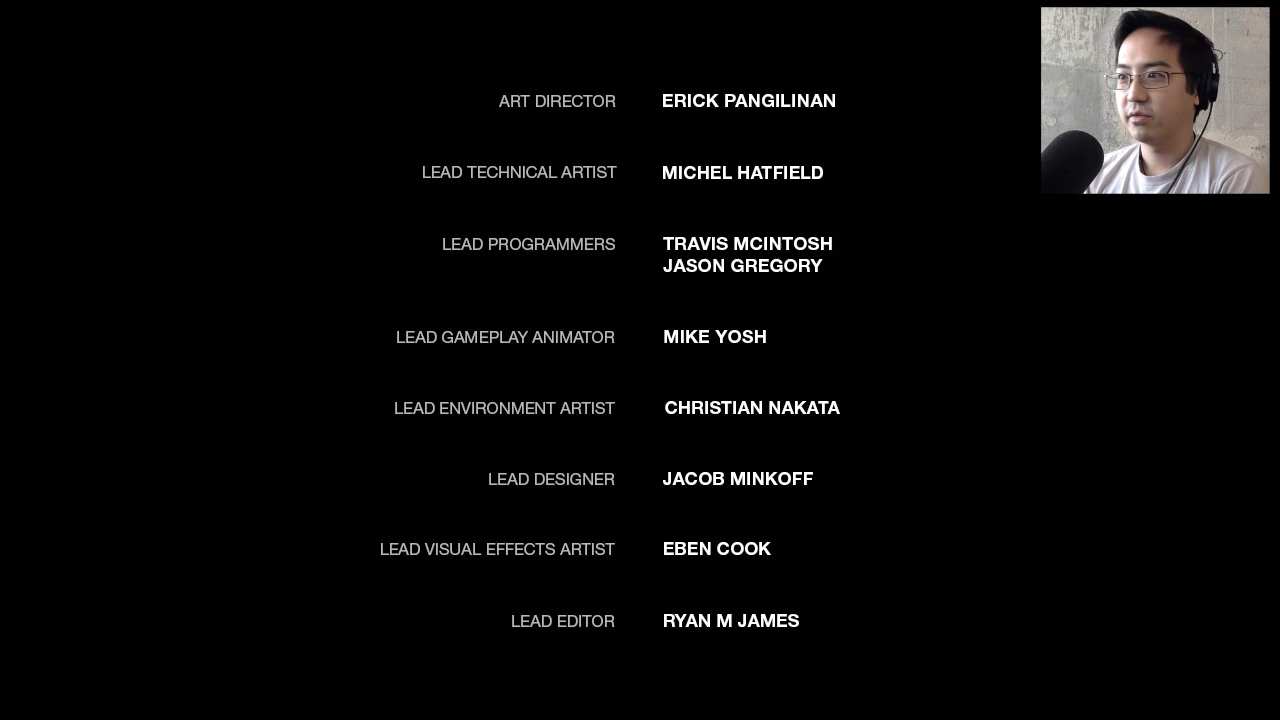 ART DIRECTOR ERICK PANGILINAN
LEAD TECHNICAL ARTIST MICHEL HATFIELD
LEAD PROGRAMMERS TRAVIS MCINTOSH
JASON GREGORY
LEAD GAMEPLAY ANIMATOR MIKE YOSH
LEAD ENVIRONMENT ARTIST CHRISTIAN NAKATA
LEAD DESIGNER JACOB MINKOFF
LEAD VISUAL EFFECTS ARTIST EBEN COOK
LEAD EDITOR RYAN M JAMES